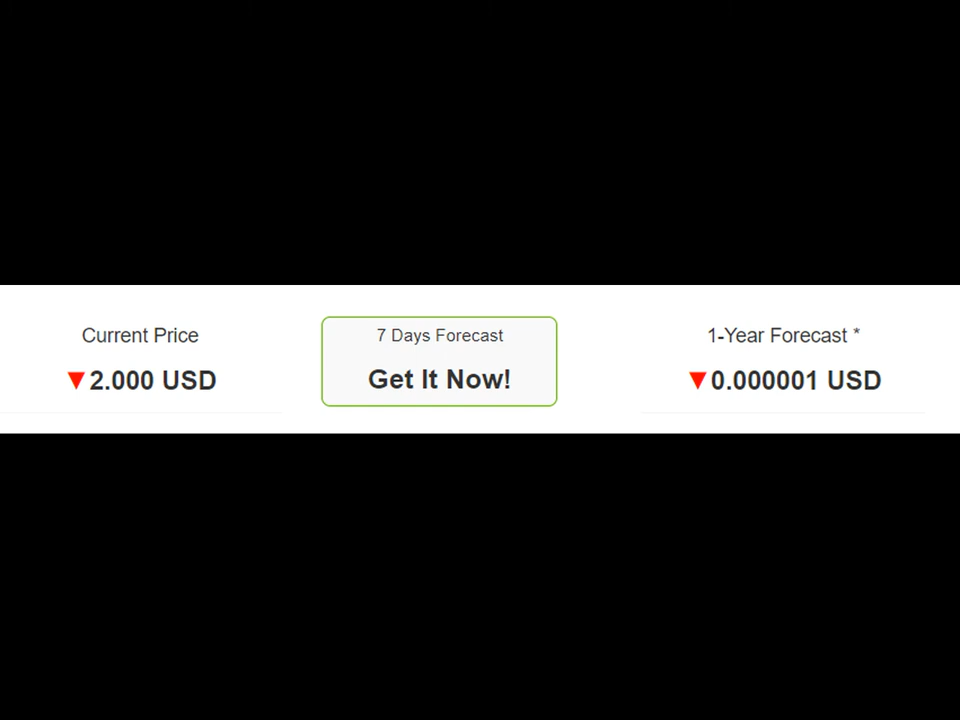 Current Price
▼2.000 USD
7 Days Forecast
Get It Now!
1-Year Forecast *
▼0.000001 USD